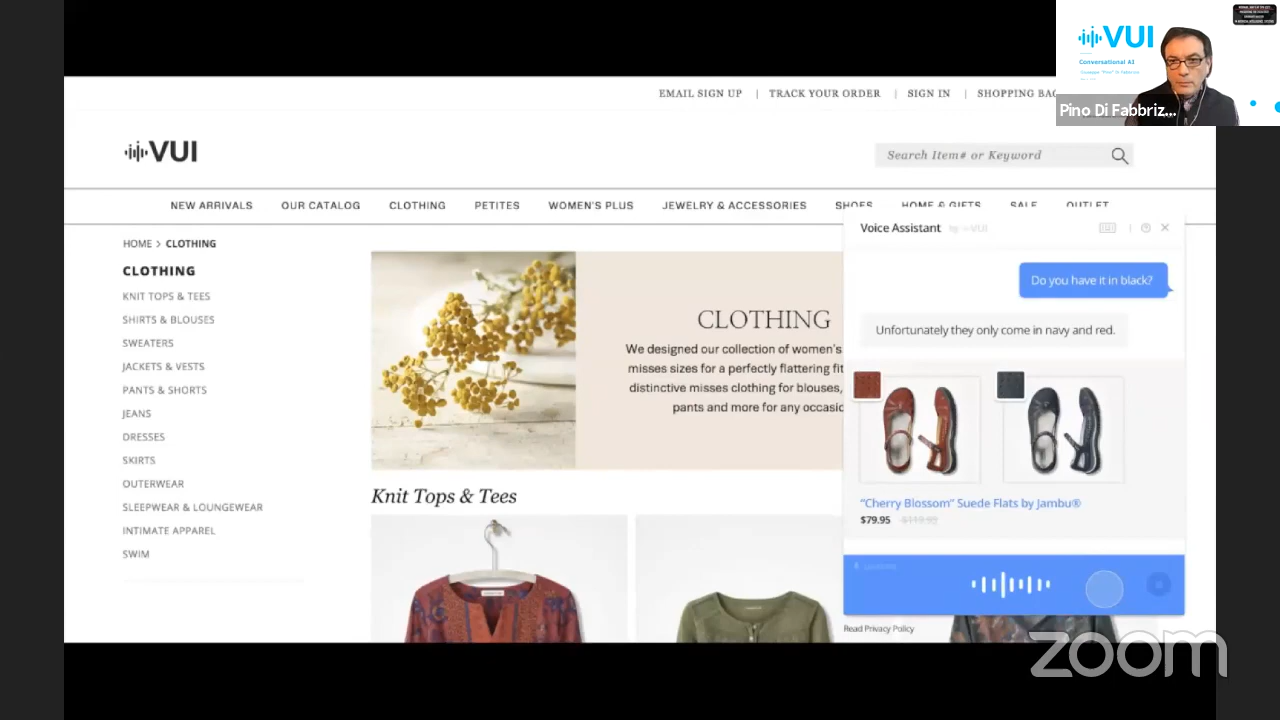 EMAIL SIGN UP | TRACK YOUR ORDER | SIGN IN | SHOPPING BAG
VUI
Conversational AI
Pino Di Fabbriz...
VUI
Search Item# or Keyword
NEW ARRIVALS OUR CATALOG CLOTHING PETITES WOMEN'S PLUS JEWELRY & ACCESSORIES SHOES HOME & GIFTS SALE OUTLET
HOME > CLOTHING
CLOTHING
KNIT TOPS & TEES
SHIRTS & BLOUSES
SWEATERS
JACKETS & VESTS
PANTS & SHORTS
JEANS
DRESSES
SKIRTS
OUTERWEAR
SLEEPWEAR & LOUNGEWEAR
INTIMATE APPAREL
SWIM
CLOTHING
We designed our collection of women's
misses sizes for a perfectly flattering fit
distinctive misses clothing for blouses,
pants and more for any occasio
Knit Tops & Tees
Voice Assistant by VUI
Do you have it in black?
Unfortunately they only come in navy and red.
"Cherry Blossom" Suede Flats by Jambu®
$79.95 $119.95
Read Privacy Policy
zoom